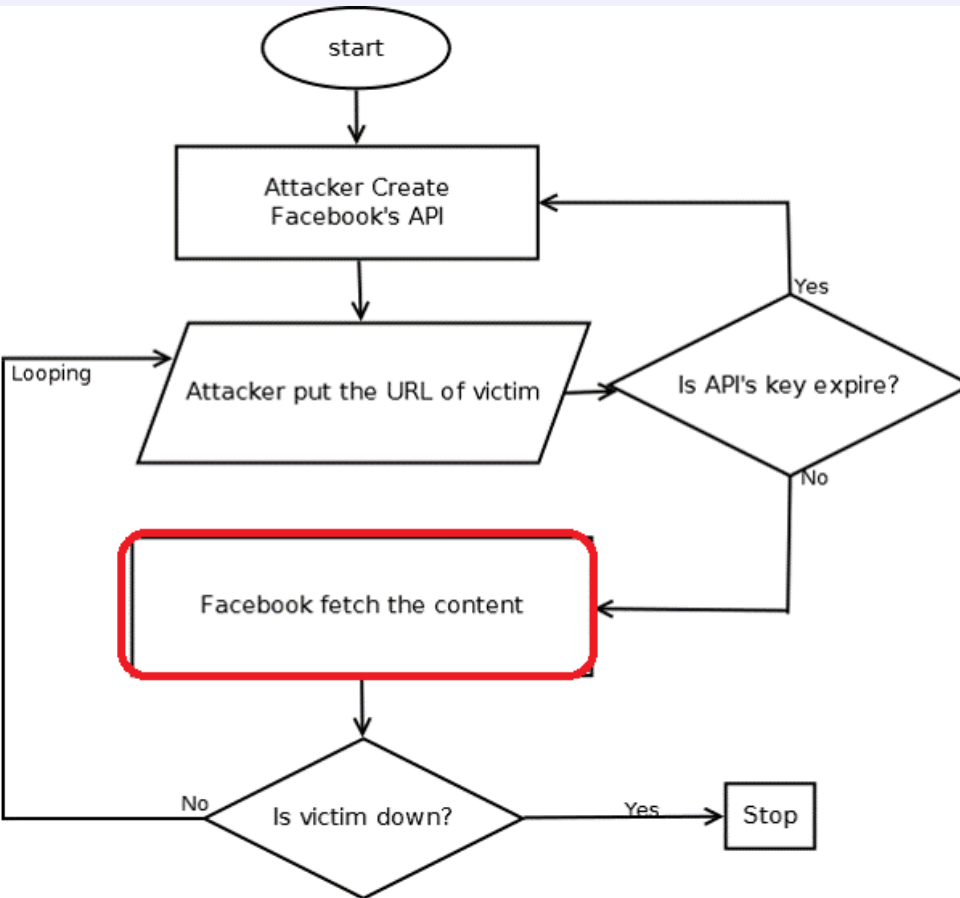 start
Attacker Create
Facebook's API
Yes
Looping
Attacker put the URL of victim
Is API's key expire?
No
Facebook fetch the content
No
Is victim down?
Yes
Stop